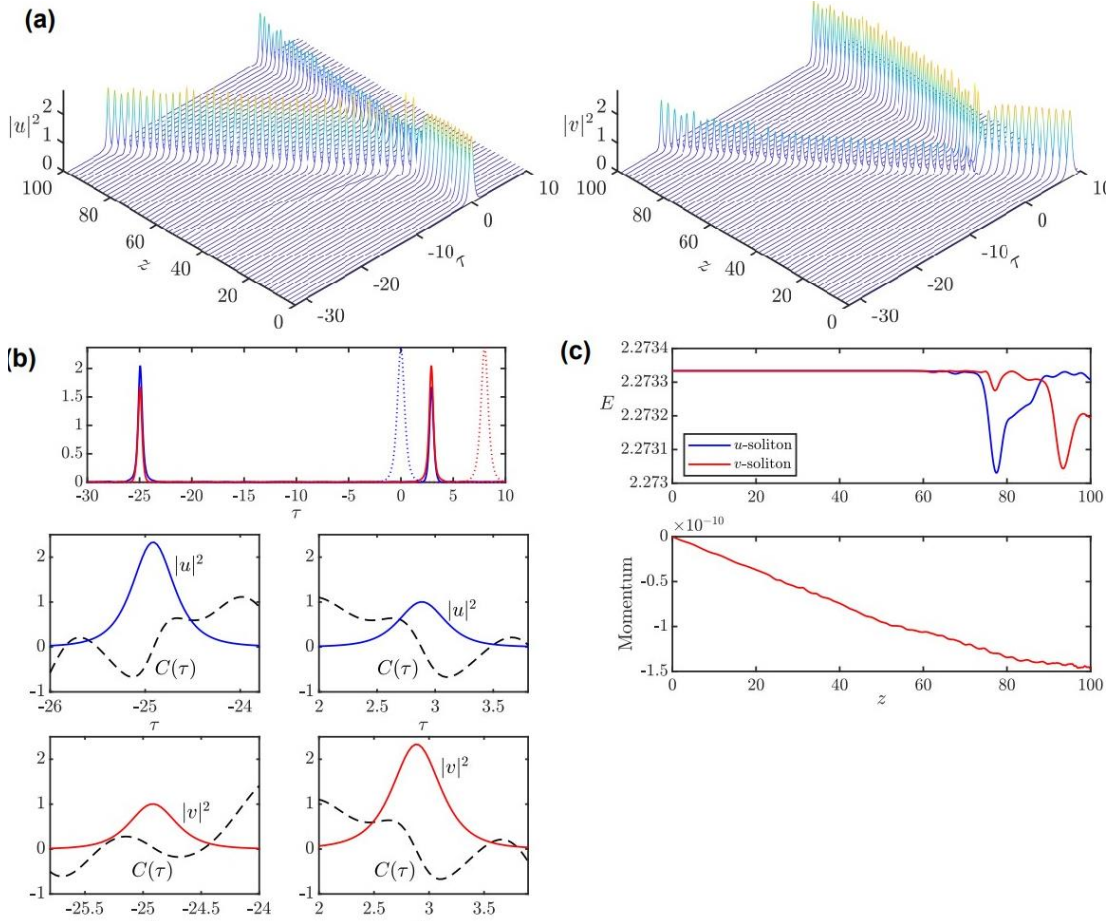 (a)
|u|²
2
1
0
100
80
60
40
20
0
z
-30
-20
-10
0
10
τ
|v|²
2
1
0
100
80
60
40
20
0
z
-30
-20
-10
0
10
τ
(b)
2
1.5
1
0.5
0
-30 -25 -20 -15 -10 -5 0 5 10
τ
2
1
0
-1
|u|²
C(τ)
-26 -25 -24
τ
|u|²
C(τ)
2 2.5 3 3.5
τ
2
1
0
-1
|v|²
C(τ)
-25.5 -25 -24.5 -24
2
1
0
-1
|v|²
C(τ)
2 2.5 3 3.5
(c)
2.2734
2.2733
E
2.2732
2.2731
2.273
u-soliton
v-soliton
0 20 40 60 80 100
×10⁻¹⁰
0
-0.5
-1
-1.5
Momentum
0 20 40 60 80 100
z